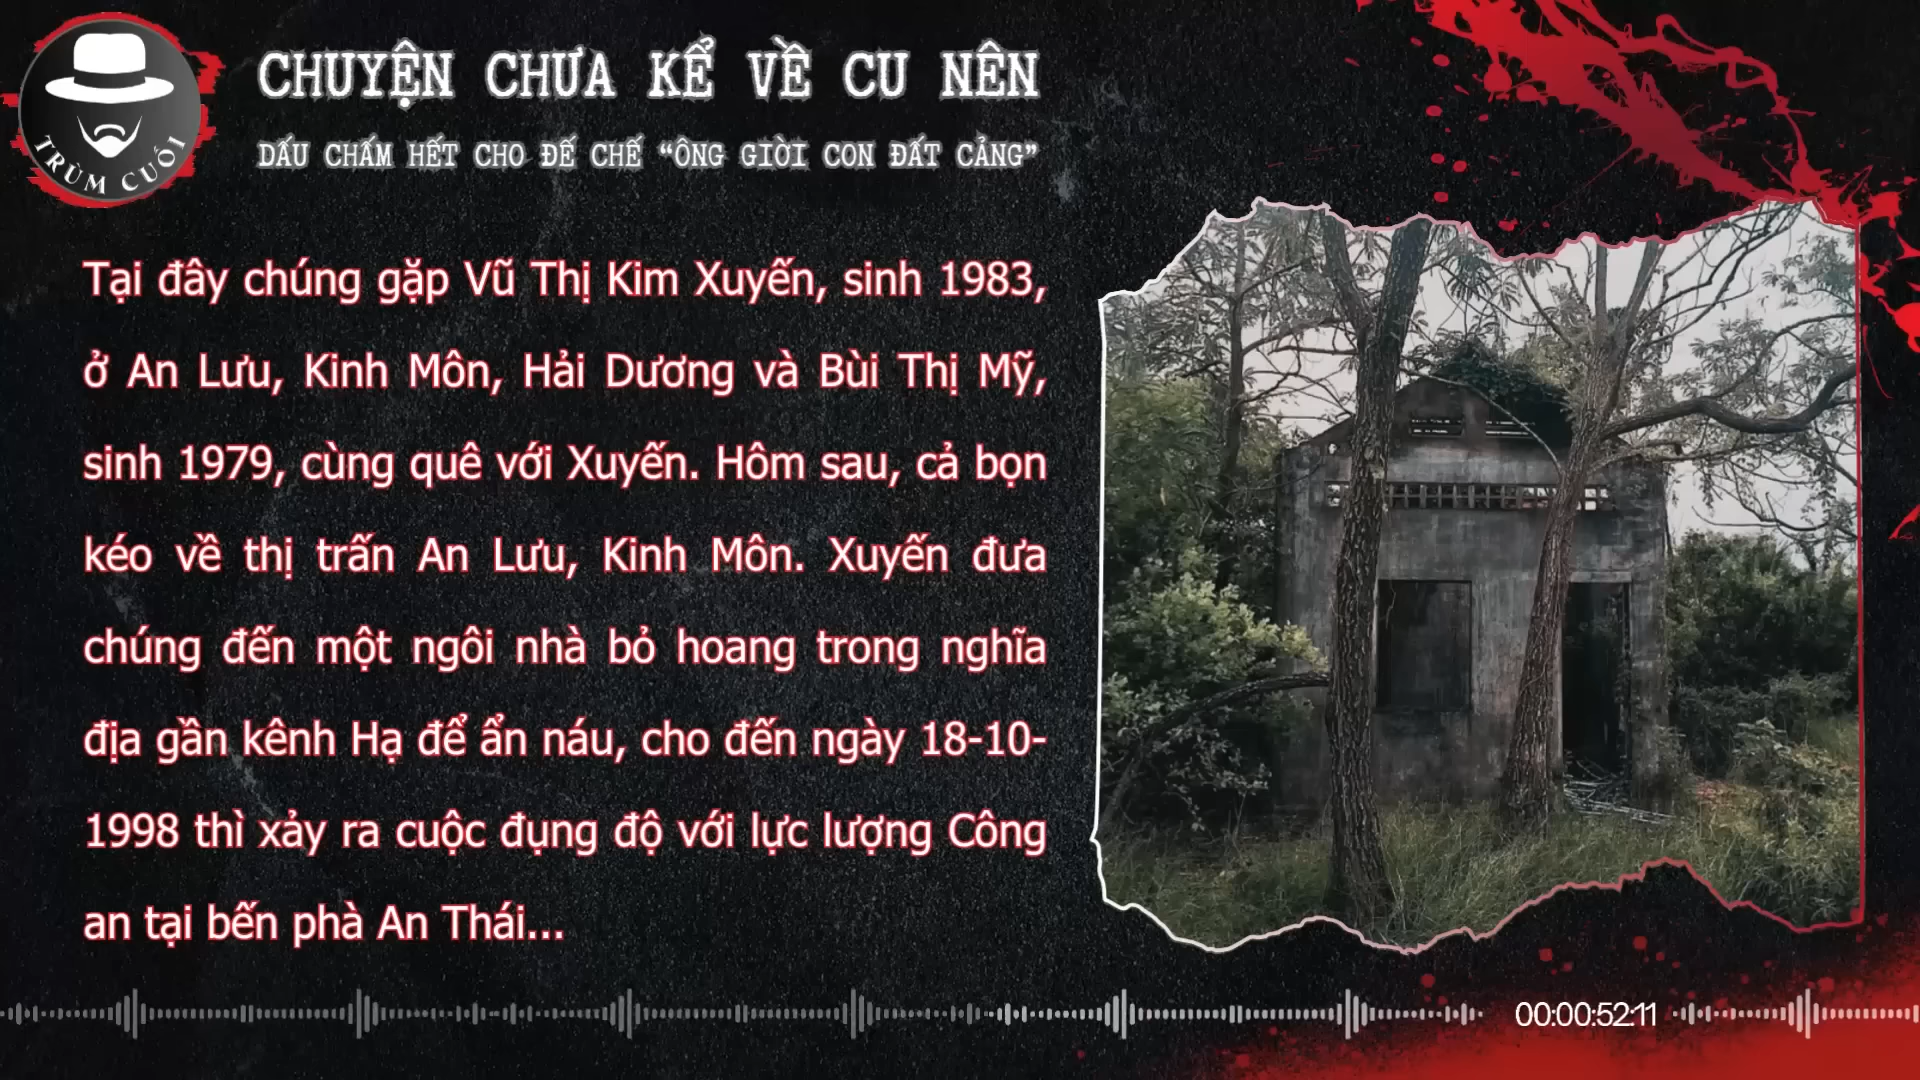 TRÙM CUỐI
CHUYỆN CHƯA KỂ VỀ CU NÊN
DẤU CHẤM HẾT CHO ĐẾ CHẾ “ÔNG GIỜI CON ĐẤT CẢNG”
Tại đây chúng gặp Vũ Thị Kim Xuyến, sinh 1983,
ở An Lưu, Kinh Môn, Hải Dương và Bùi Thị Mỹ,
sinh 1979, cùng quê với Xuyến. Hôm sau, cả bọn
kéo về thị trấn An Lưu, Kinh Môn. Xuyến đưa
chúng đến một ngôi nhà bỏ hoang trong nghĩa
địa gần kênh Hạ để ẩn náu, cho đến ngày 18-10-
1998 thì xảy ra cuộc đụng độ với lực lượng Công
an tại bến phà An Thái...
00:00:52:11